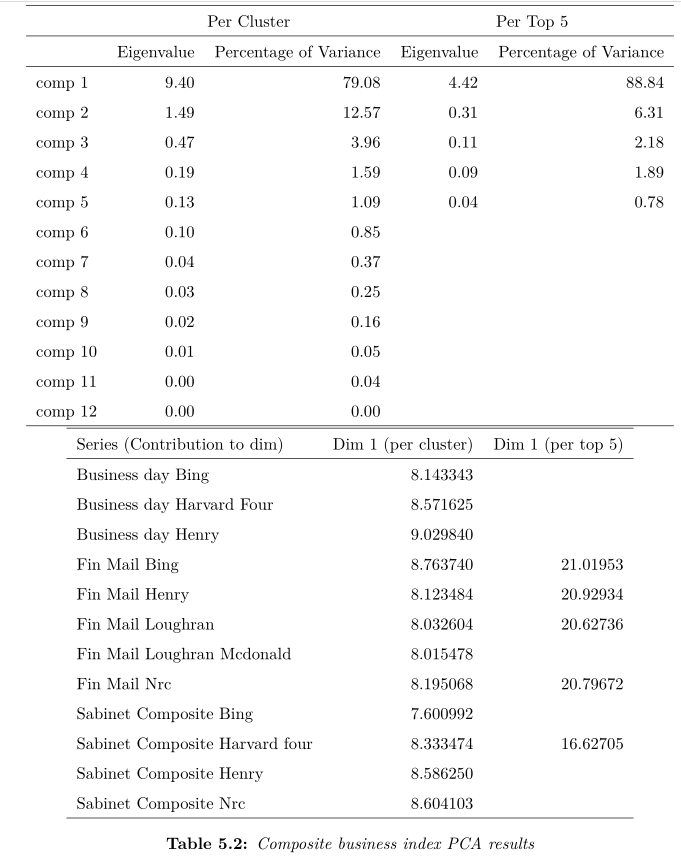 Per Cluster Per Top 5
Eigenvalue Percentage of Variance Eigenvalue Percentage of Variance
comp 1 9.40 79.08 4.42 88.84
comp 2 1.49 12.57 0.31 6.31
comp 3 0.47 3.96 0.11 2.18
comp 4 0.19 1.59 0.09 1.89
comp 5 0.13 1.09 0.04 0.78
comp 6 0.10 0.85
comp 7 0.04 0.37
comp 8 0.03 0.25
comp 9 0.02 0.16
comp 10 0.01 0.05
comp 11 0.00 0.04
comp 12 0.00 0.00
Series (Contribution to dim) Dim 1 (per cluster) Dim 1 (per top 5)
Business day Bing 8.143343
Business day Harvard Four 8.571625
Business day Henry 9.029840
Fin Mail Bing 8.763740 21.01953
Fin Mail Henry 8.123484 20.92934
Fin Mail Loughran 8.032604 20.62736
Fin Mail Loughran Mcdonald 8.015478
Fin Mail Nrc 8.195068 20.79672
Sabinet Composite Bing 7.600992
Sabinet Composite Harvard four 8.333474 16.62705
Sabinet Composite Henry 8.586250
Sabinet Composite Nrc 8.604103
Table 5.2: Composite business index PCA results